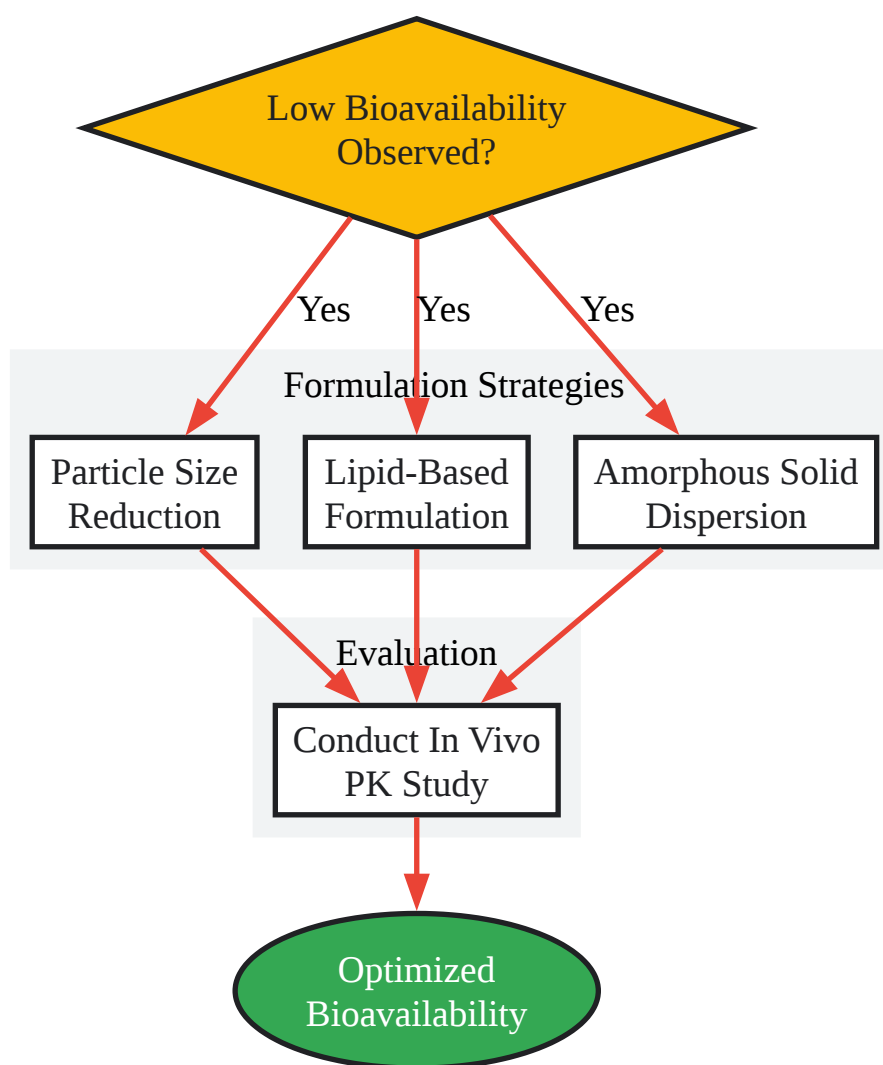 Low Bioavailability
Observed?
Yes
Yes
Yes
Formulation Strategies
Particle Size
Reduction
Lipid-Based
Formulation
Amorphous Solid
Dispersion
Evaluation
Conduct In Vivo
PK Study
Optimized
Bioavailability